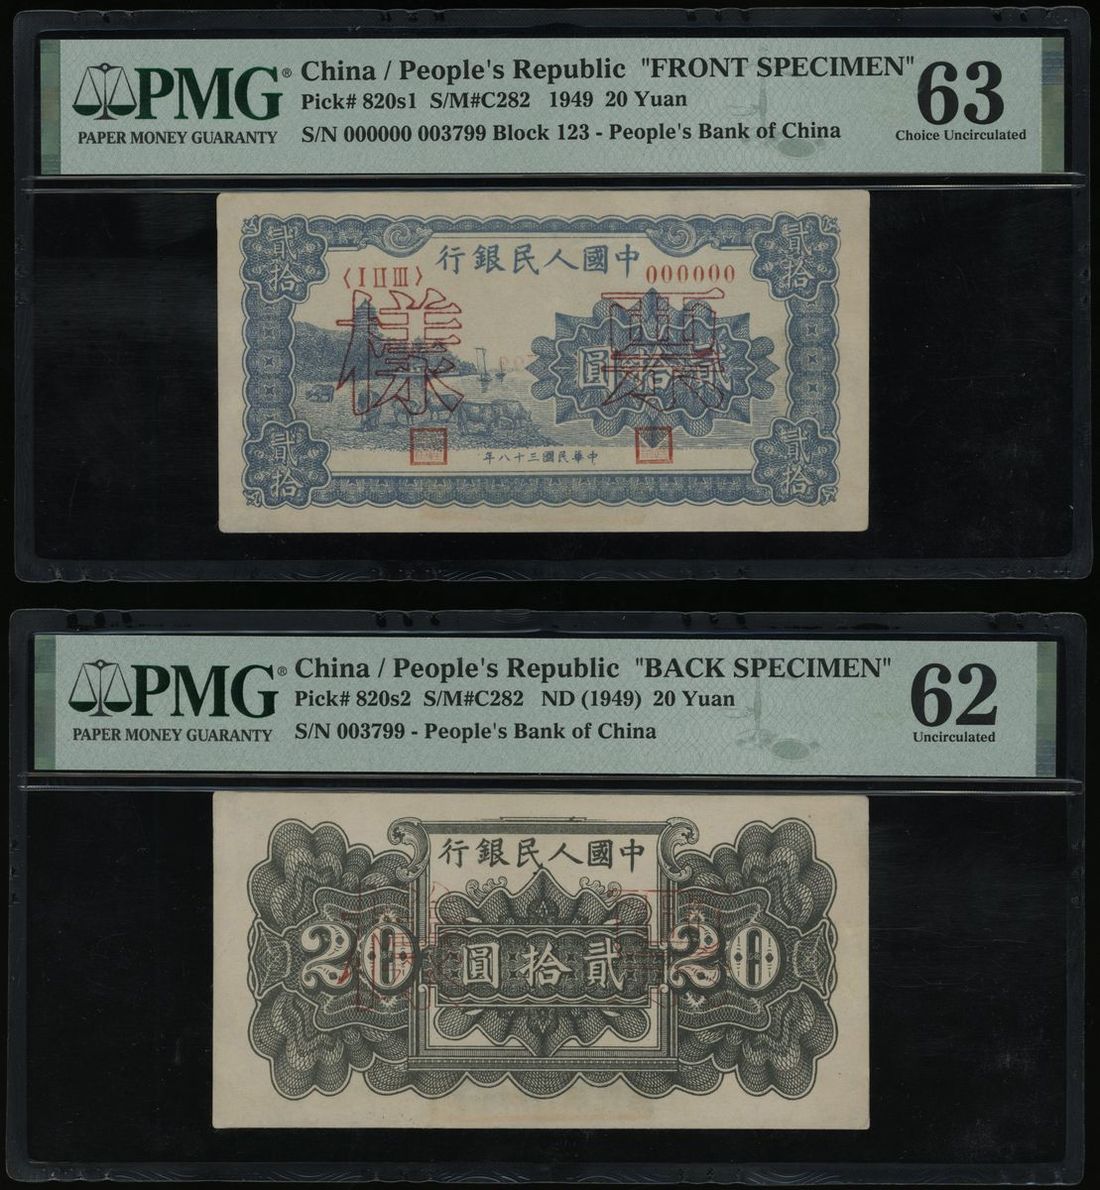 PMG®
PAPER MONEY GUARANTY
China / People's Republic "FRONT SPECIMEN"
Pick# 820s1 S/M#C282 1949 20 Yuan
S/N 000000 003799 Block 123 - People's Bank of China
63
Choice Uncirculated
貳拾
貳拾
行銀民人國中
〈I II III〉
000000
樣
票
圓拾貳
年八十三國民華中
貳拾
貳拾
PMG®
PAPER MONEY GUARANTY
China / People's Republic "BACK SPECIMEN"
Pick# 820s2 S/M#C282 ND (1949) 20 Yuan
S/N 003799 - People's Bank of China
62
Uncirculated
行銀民人國中
20
圓拾貳
20